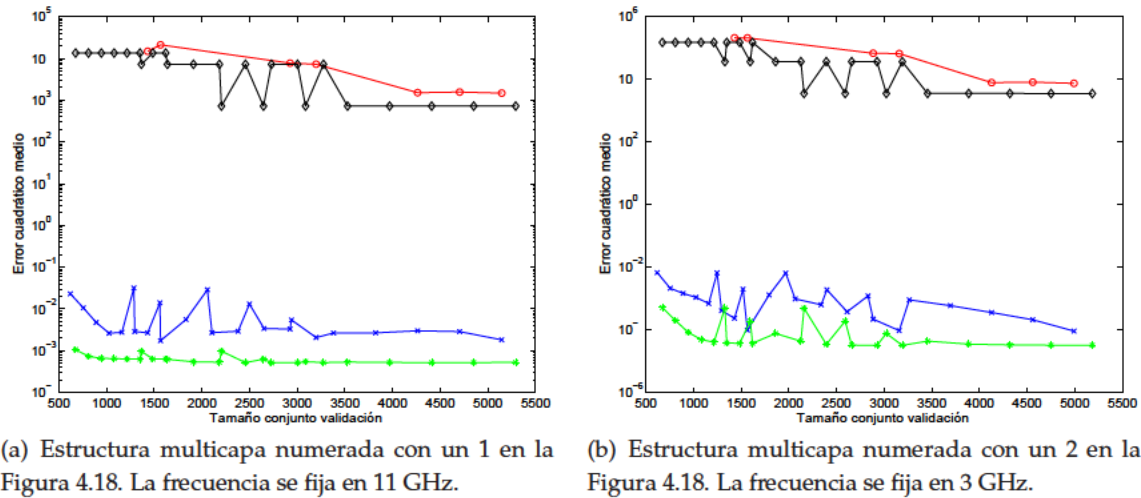 10^5
10^4
10^3
10^2
10^1
10^0
10^-1
10^-2
10^-3
10^-4
10^-5
Error cuadrático medio
500 1000 1500 2000 2500 3000 3500 4000 4500 5000 5500
Tamaño conjunto validación
10^6
10^4
10^2
10^0
10^-2
10^-4
10^-6
Error cuadrático medio
500 1000 1500 2000 2500 3000 3500 4000 4500 5000 5500
Tamaño conjunto validación
(a) Estructura multicapa numerada con un 1 en la
Figura 4.18. La frecuencia se fija en 11 GHz.
(b) Estructura multicapa numerada con un 2 en la
Figura 4.18. La frecuencia se fija en 3 GHz.